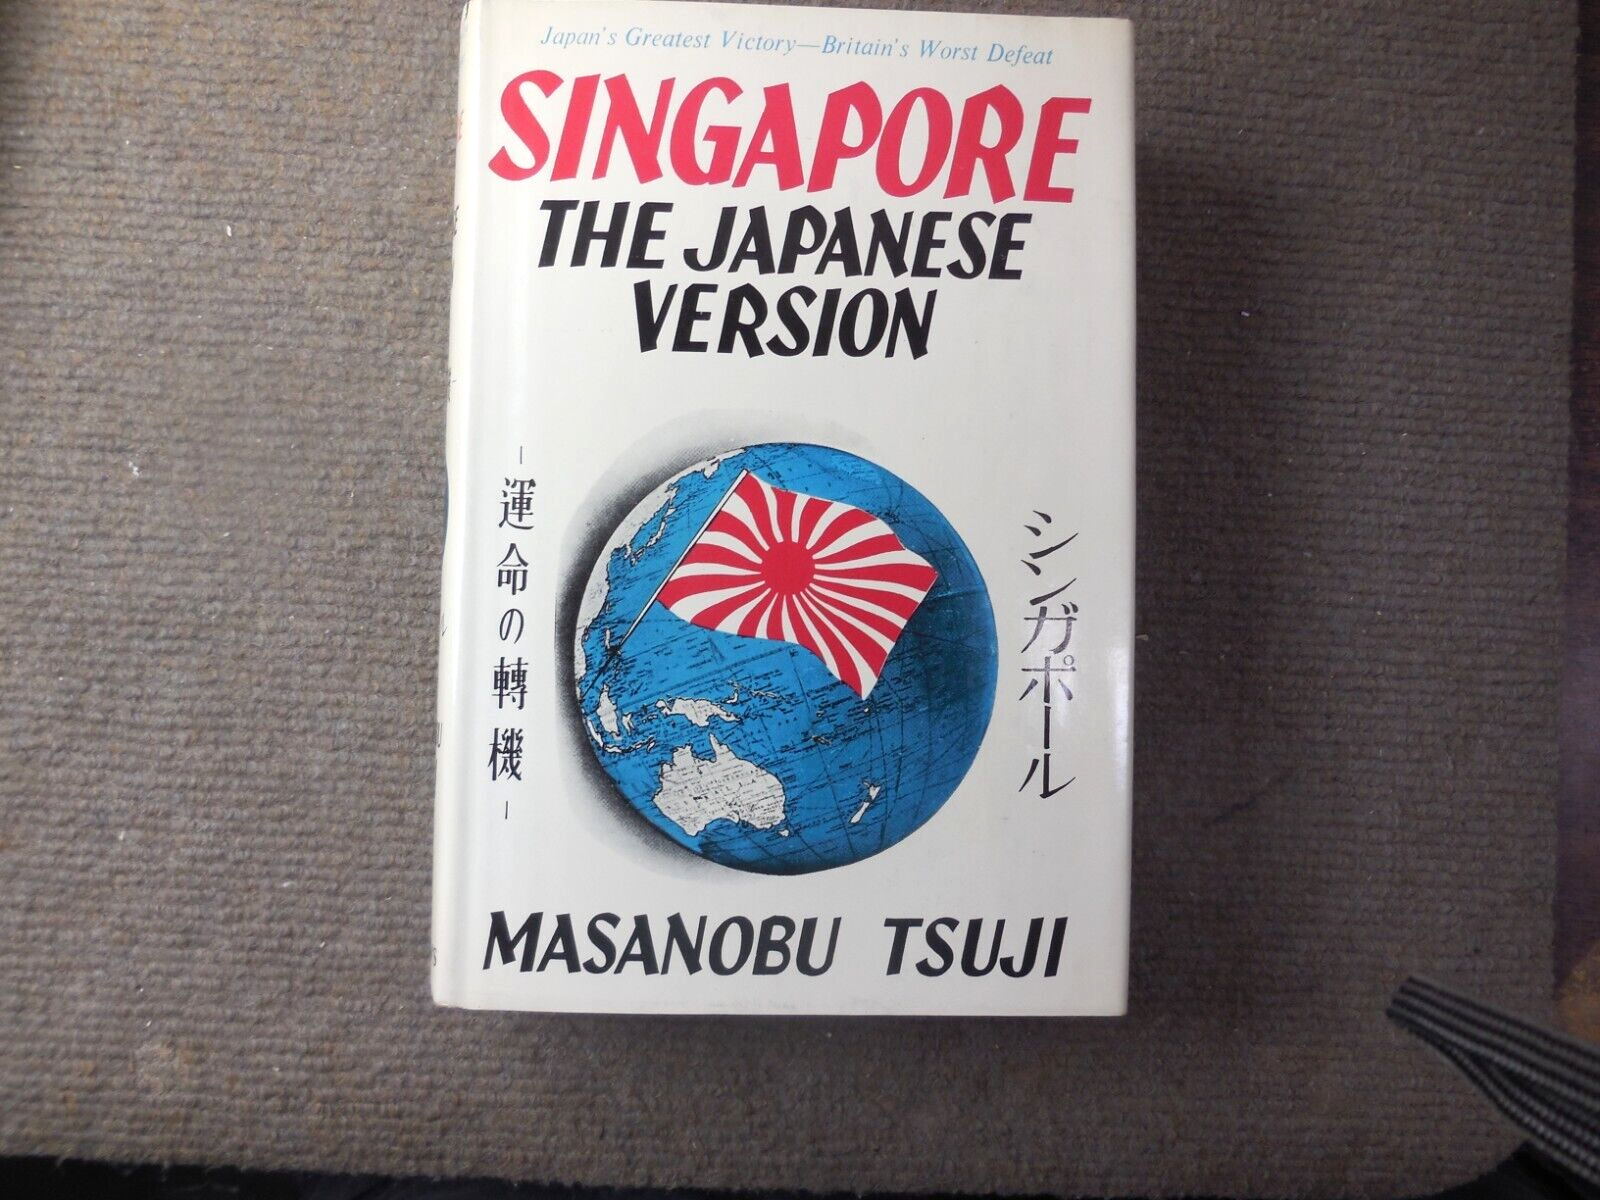 Japan's Greatest Victory—Britain's Worst Defeat
SINGAPORE
THE JAPANESE
VERSION
シンガポール
－運命の轉機－
MASANOBU TSUJI